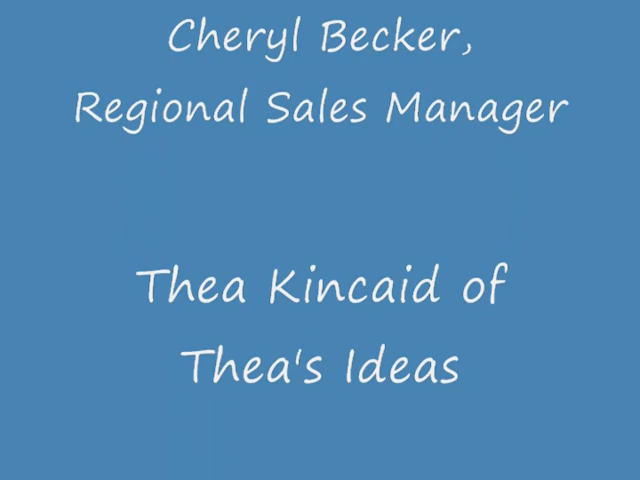 Cheryl Becker,
Regional Sales Manager
Thea Kincaid of
Thea's Ideas